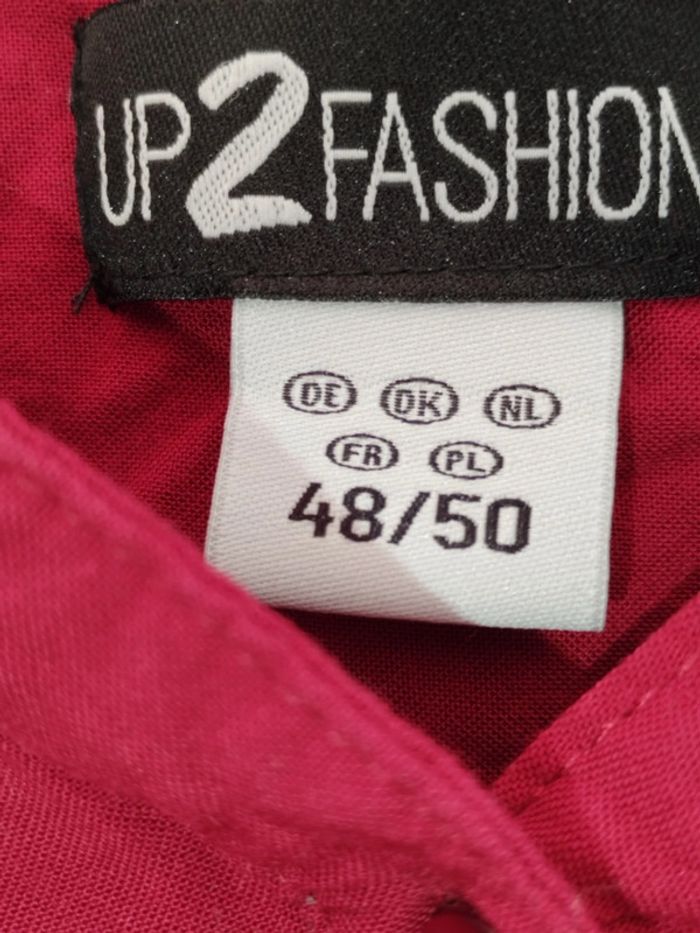 UP2FASHION
DE DK NL
FR PL
48/50